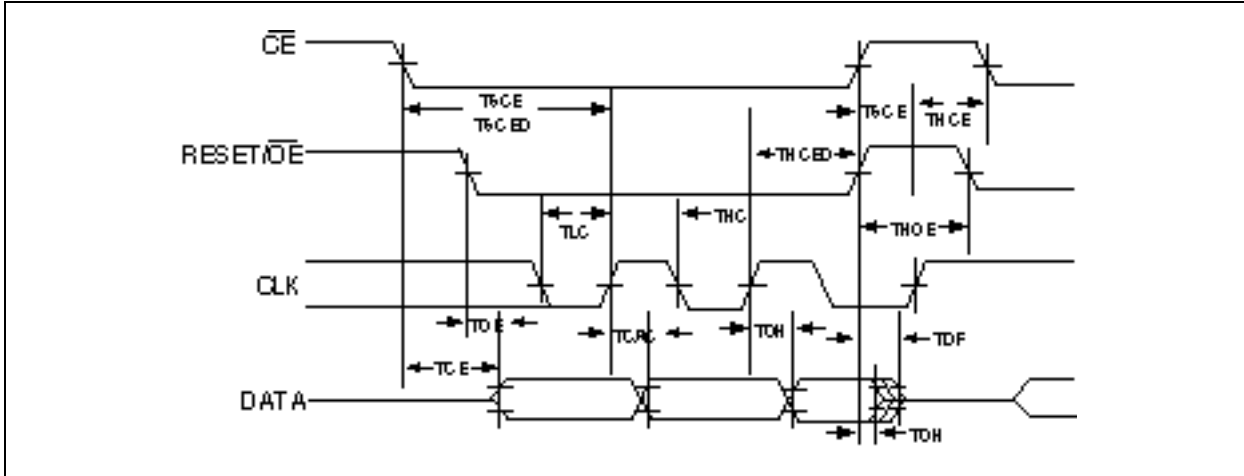 CE
TSCE
TSCED
TSCE
THCE
RESET/OE
THCED
TLC
THC
THOE
CLK
TOE
TCAC
TOH
TDF
TCE
DATA
TOH